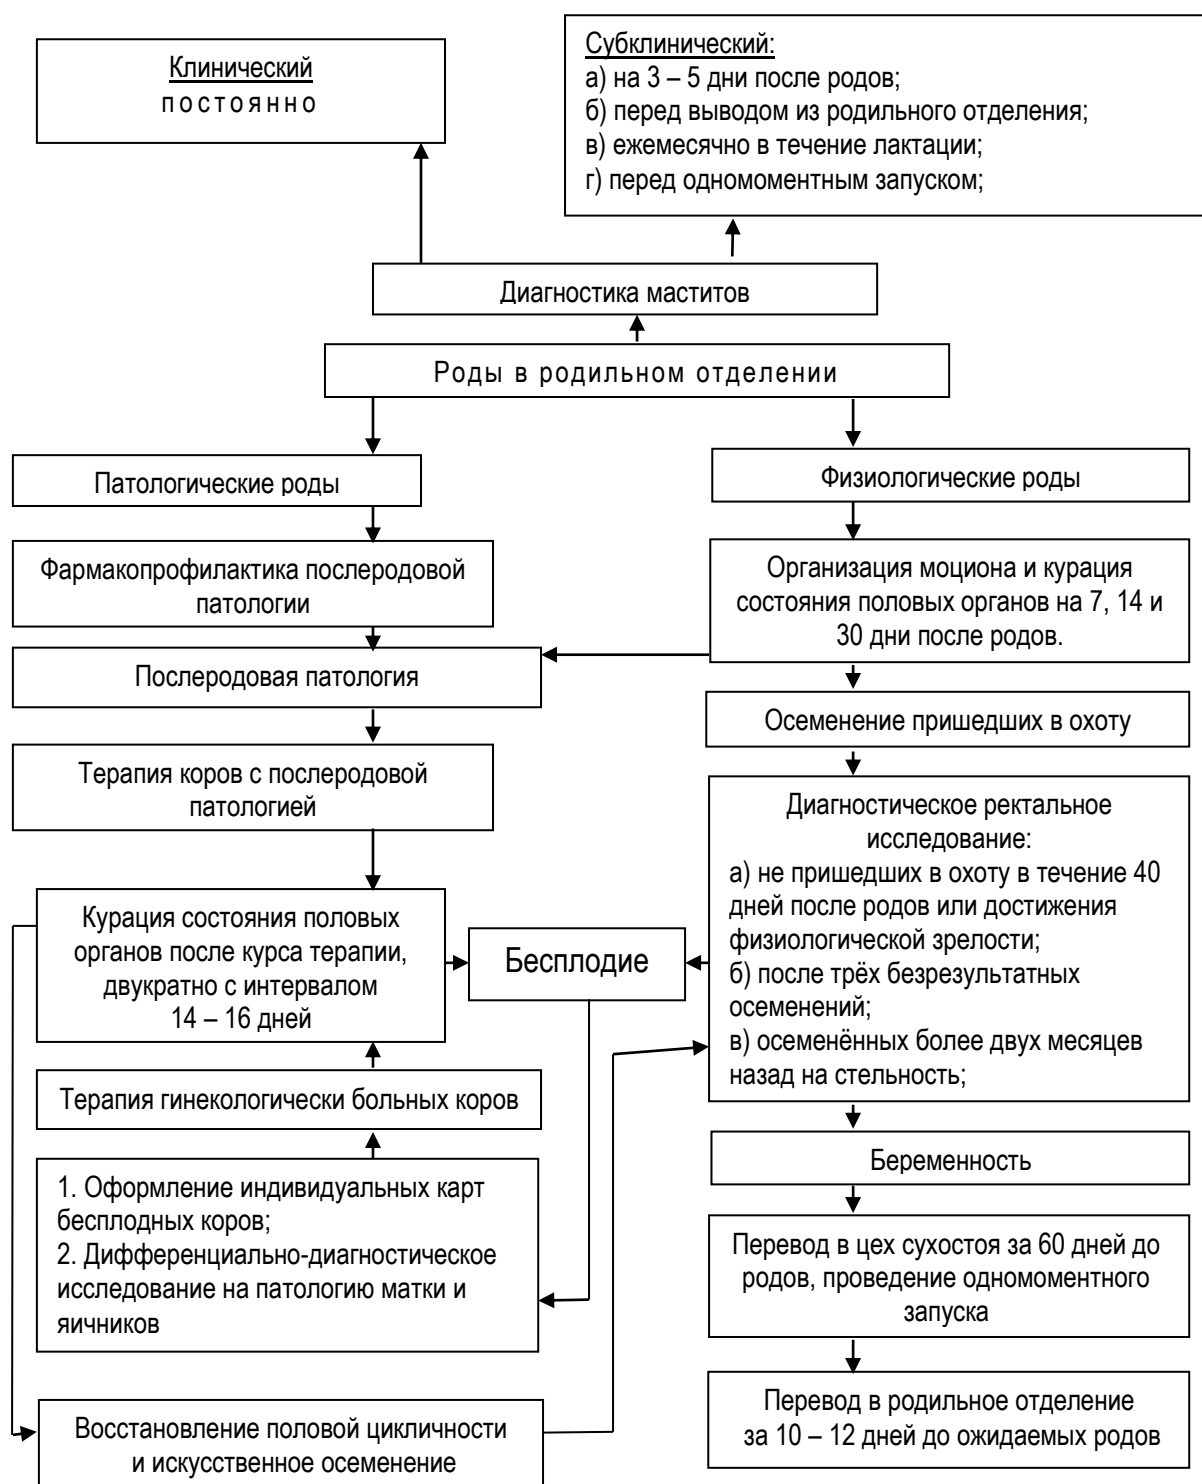 Клинический
постоянно
Субклинический:
а) на 3 – 5 дни после родов;
б) перед выводом из родильного отделения;
в) ежемесячно в течение лактации;
г) перед одномоментным запуском;
Диагностика маститов
Роды в родильном отделении
Патологические роды
Физиологические роды
Фармакопрофилактика послеродовой
патологии
Организация моциона и курация
состояния половых органов на 7, 14 и
30 дни после родов.
Послеродовая патология
Осеменение пришедших в охоту
Терапия коров с послеродовой
патологией
Диагностическое ректальное
исследование:
а) не пришедших в охоту в течение 40
дней после родов или достижения
физиологической зрелости;
б) после трёх безрезультатных
осеменений;
в) осеменённых более двух месяцев
назад на стельность;
Курация состояния половых
органов после курса терапии,
двукратно с интервалом
14 – 16 дней
Бесплодие
Терапия гинекологически больных коров
1. Оформление индивидуальных карт
бесплодных коров;
2. Дифференциально-диагностическое
исследование на патологию матки и
яичников
Беременность
Перевод в цех сухостоя за 60 дней до
родов, проведение одномоментного
запуска
Восстановление половой цикличности
и искусственное осеменение
Перевод в родильное отделение
за 10 – 12 дней до ожидаемых родов